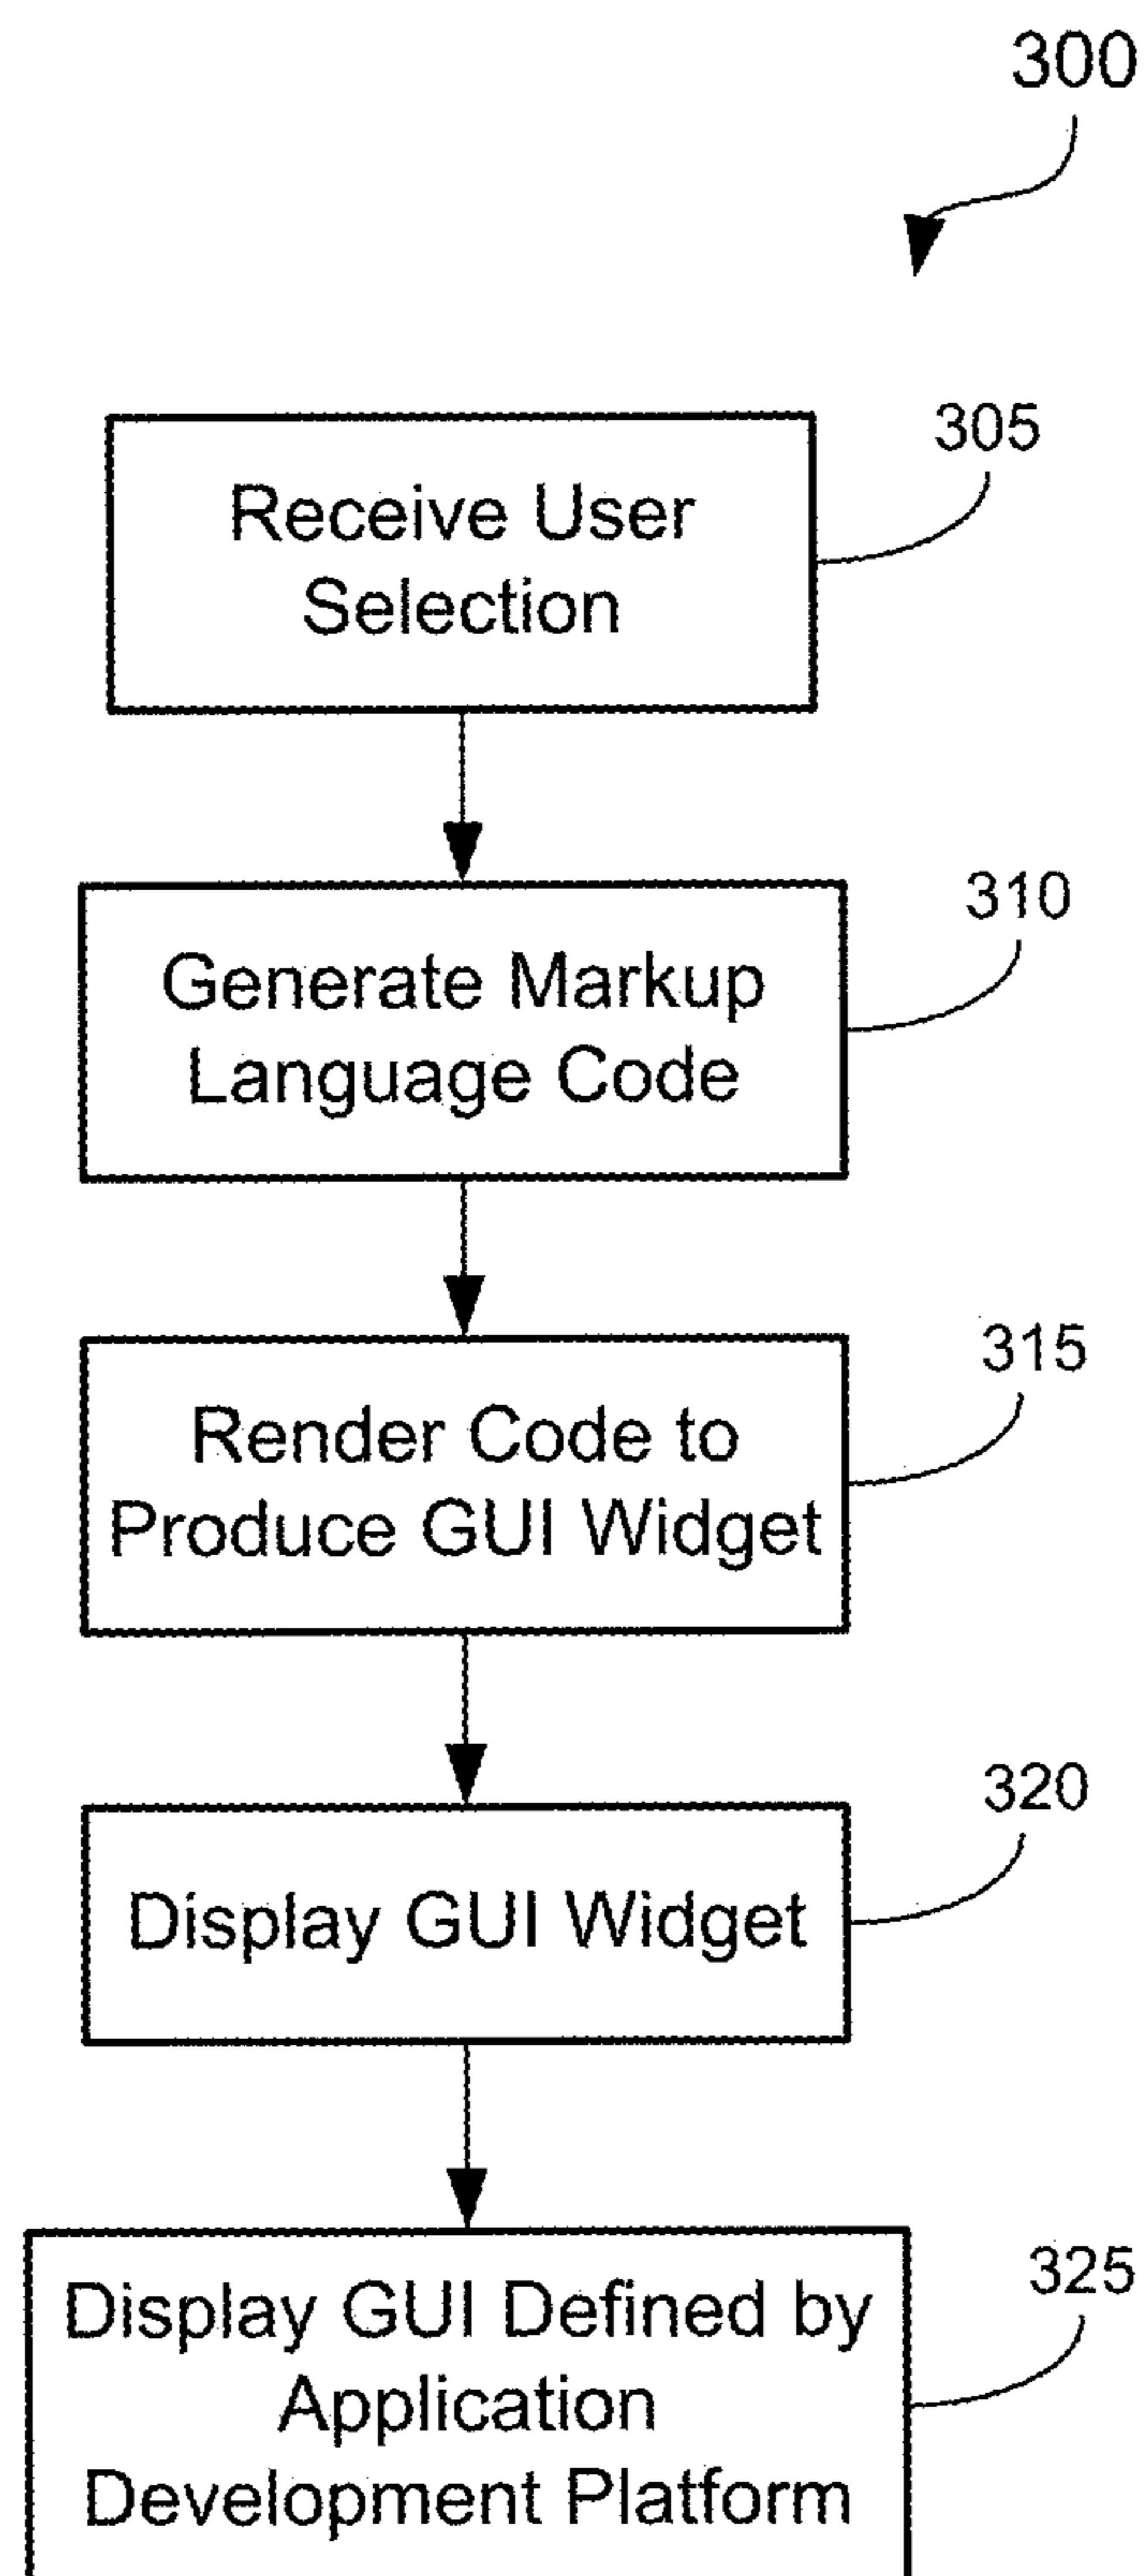 300
305
Receive User
Selection
310
Generate Markup
Language Code
315
Render Code to
Produce GUI Widget
320
Display GUI Widget
325
Display GUI Defined by
Application
Development Platform